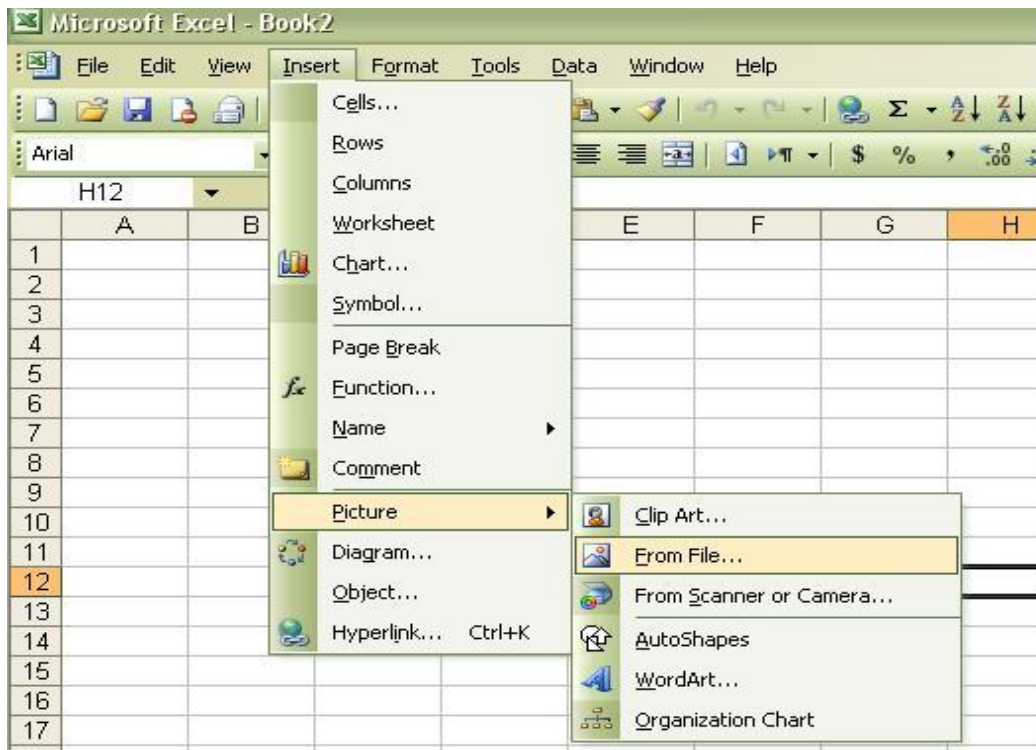 Microsoft Excel - Book2
File Edit View Insert Format Tools Data Window Help
Arial
$ % ,
H12
A B E F G H
1
2
3
4
5
6
7
8
9
10
11
12
13
14
15
16
17
Cells...
Rows
Columns
Worksheet
Chart...
Symbol...
Page Break
Function...
Name
Comment
Picture
Diagram...
Object...
Hyperlink... Ctrl+K
Clip Art...
From File...
From Scanner or Camera...
AutoShapes
WordArt...
Organization Chart